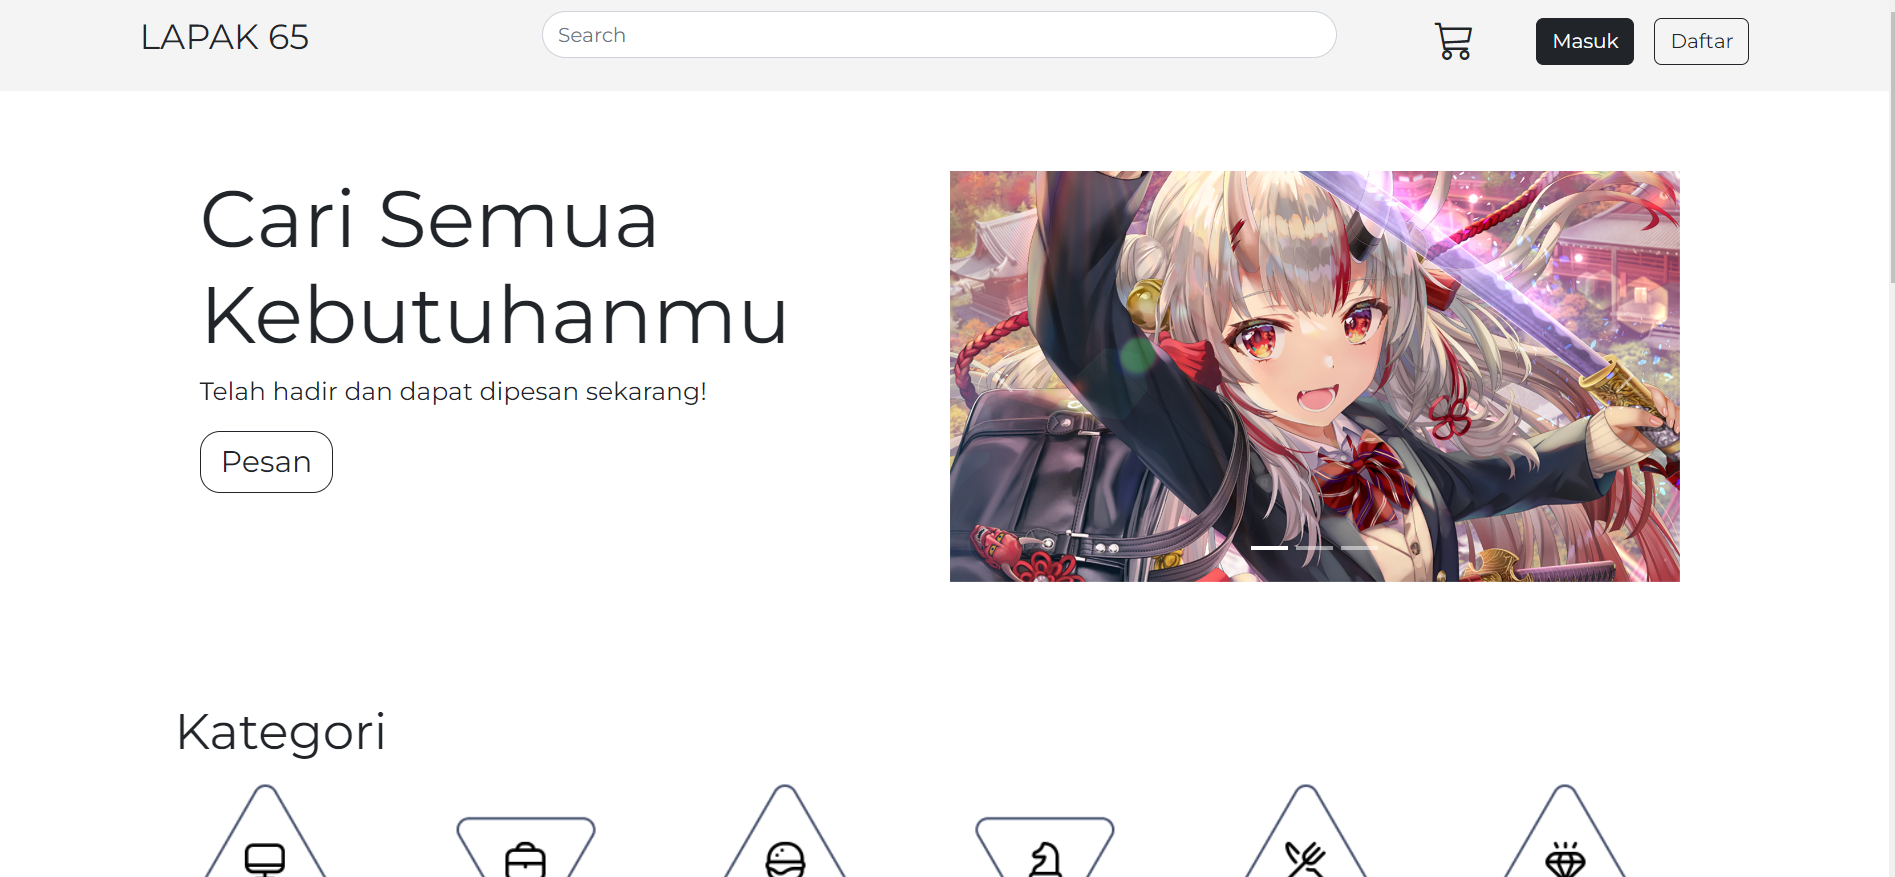 LAPAK 65
Search
Masuk
Daftar
Cari Semua
Kebutuhanmu
Telah hadir dan dapat dipesan sekarang!
Pesan
Kategori